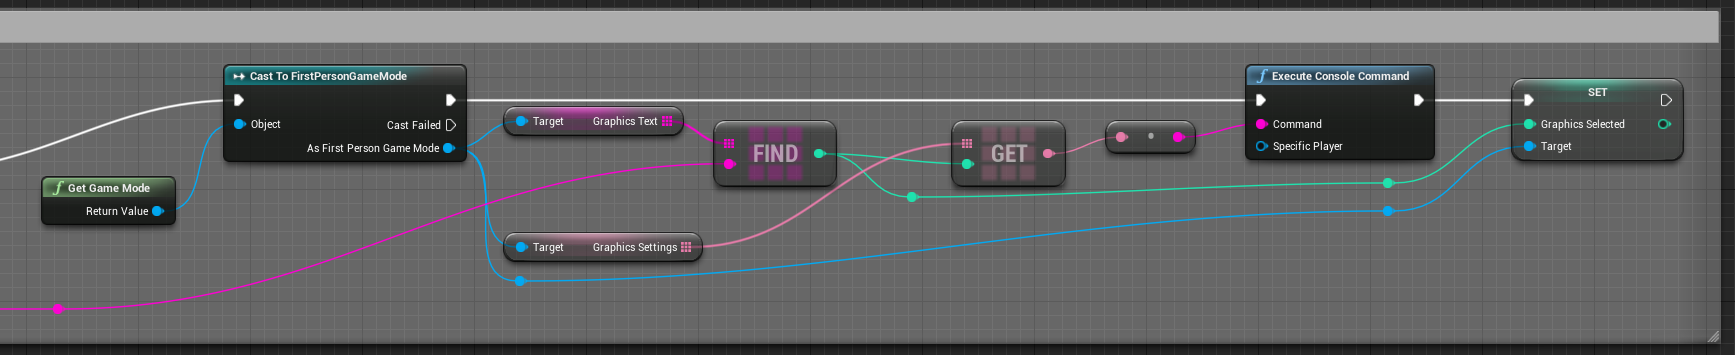 Cast To FirstPersonGameMode
Object
Cast Failed
As First Person Game Mode
f Get Game Mode
Return Value
Target Graphics Text
FIND
Target Graphics Settings
GET
f Execute Console Command
Command
Specific Player
SET
Graphics Selected
Target